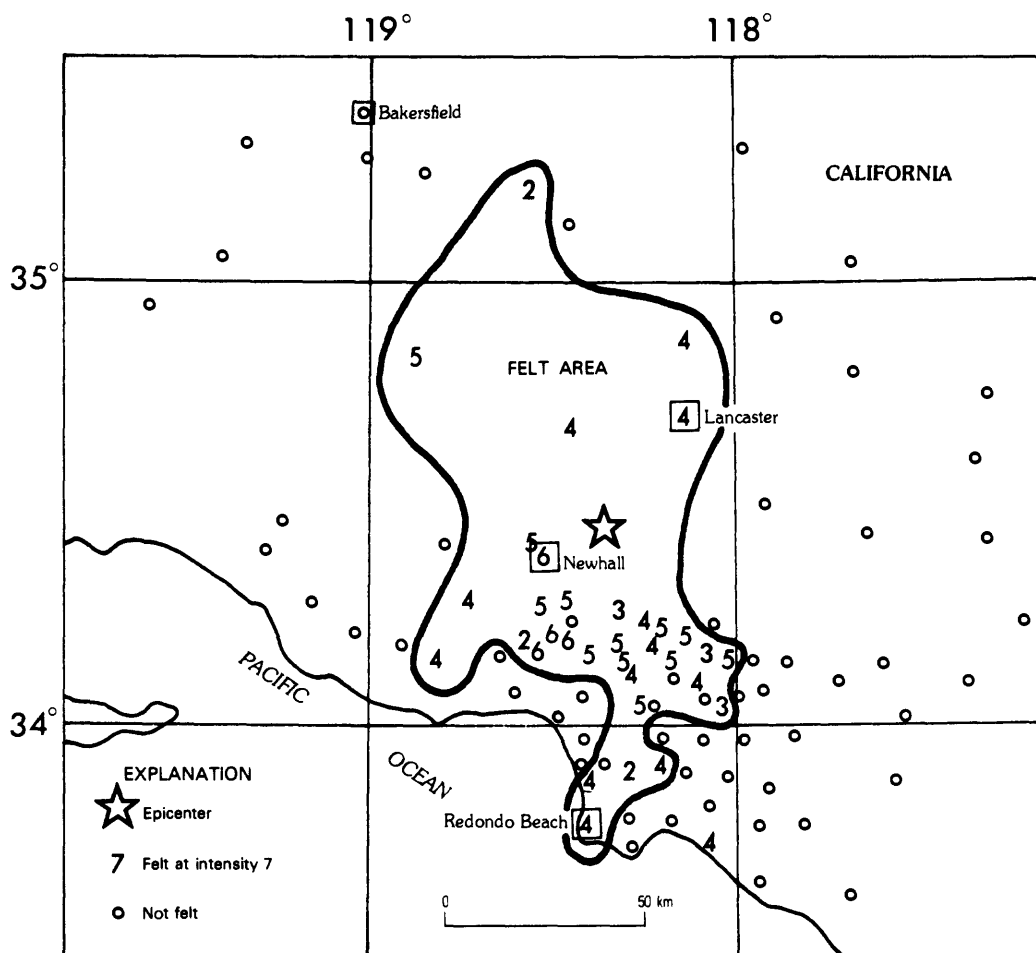 119° 118°
Bakersfield
CALIFORNIA
2
35°
4
5
FELT AREA
4 Lancaster
4
5
6 Newhall
5 5 3
4
4 5 5
6 6
2 6 5 5 4 3 5
4 5 5
4 4
5 3
PACIFIC
34°
OCEAN
2 4
4
Redondo Beach 4
4
EXPLANATION
Epicenter
7 Felt at intensity 7
Not felt
0 50 km